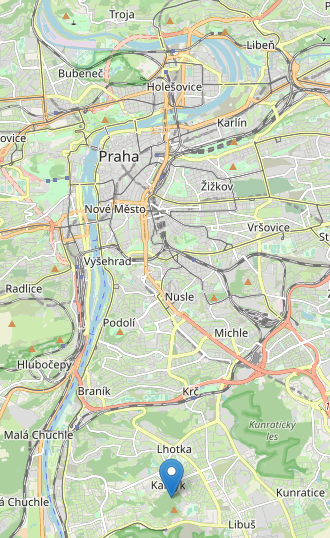 Troja
Libeň
Bubeneč
Holešovice
Karlín
ovice
Praha
Žižkov
Nové Město
Vršovice
St
Vyšehrad
Radlice
Nusle
Podolí
Michle
Hlubočepy
Braník
Krč
Kunratický
les
Malá Chuchle
Lhotka
Kunratice
á Chuchle
Libuš